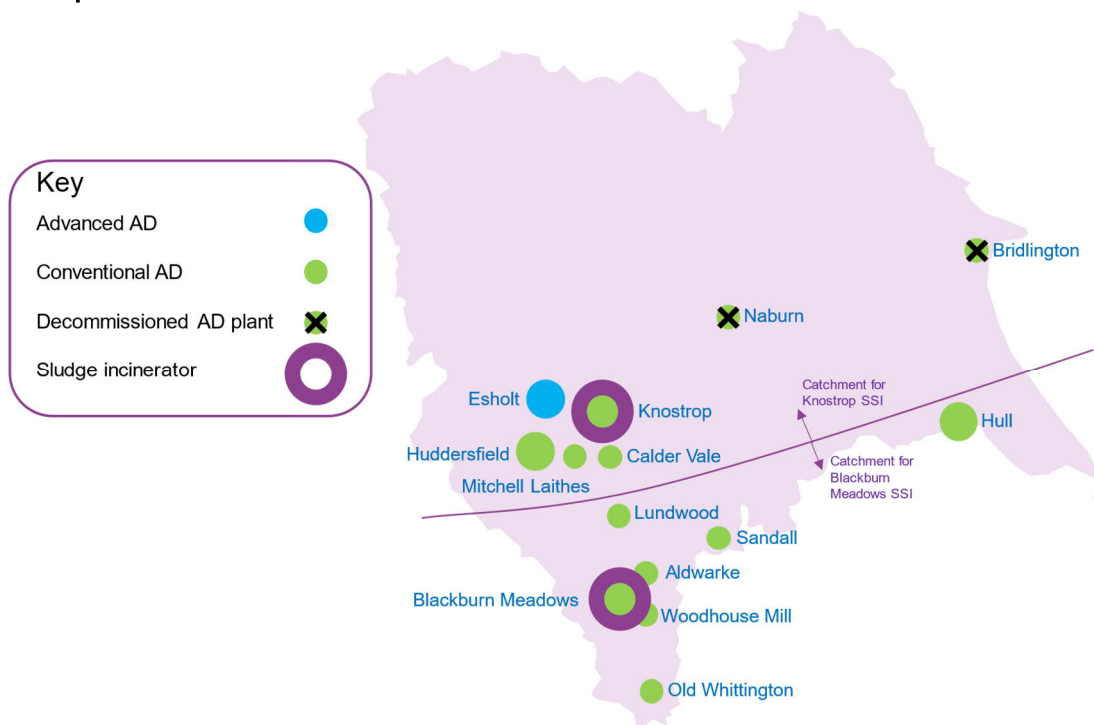 Key
Advanced AD
Conventional AD
Decommissioned AD plant
Sludge incinerator
Bridlington
Naburn
Esholt
Knostrop
Catchment for
Knostrop SSI
Hull
Huddersfield
Calder Vale
Mitchell Laithes
Catchment for
Blackburn
Meadows SSI
Lundwood
Sandall
Aldwarke
Blackburn Meadows
Woodhouse Mill
Old Whittington